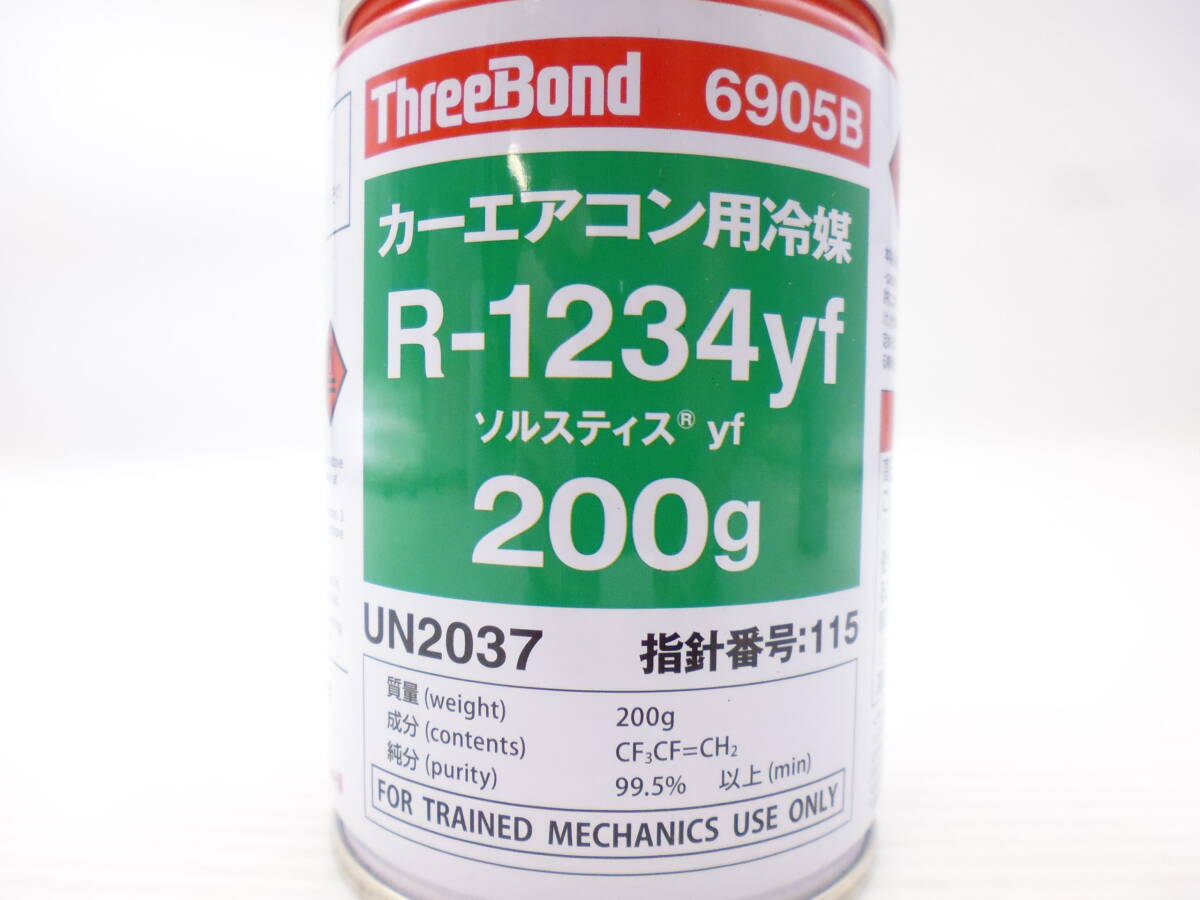 ThreeBond 6905B
カーエアコン用冷媒
R-1234yf
ソルスティス® yf
200g
UN2037 指針番号:115
質量 (weight) 200g
成分 (contents) CF₃CF=CH₂
純分 (purity) 99.5% 以上 (min)
FOR TRAINED MECHANICS USE ONLY